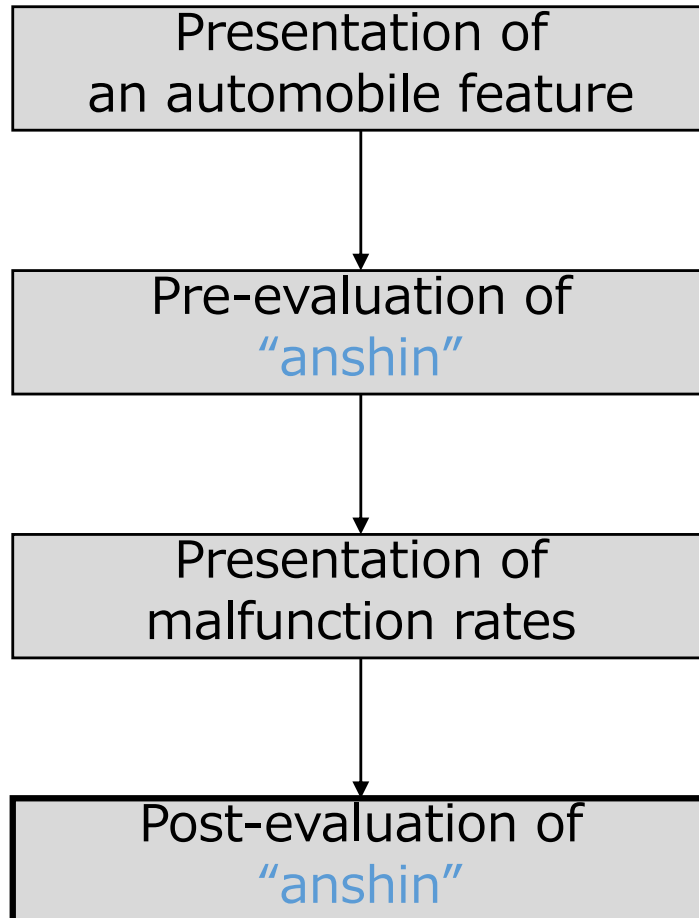 Presentation of
an automobile feature
Pre-evaluation of
“anshin”
Presentation of
malfunction rates
Post-evaluation of
“anshin”